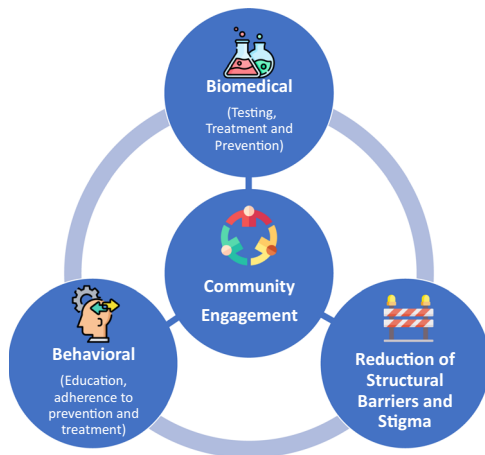 Biomedical
(Testing,
Treatment and
Prevention)
Community
Engagement
Behavioral
(Education,
adherence to
prevention and
treatment)
Reduction of
Structural
Barriers and
Stigma